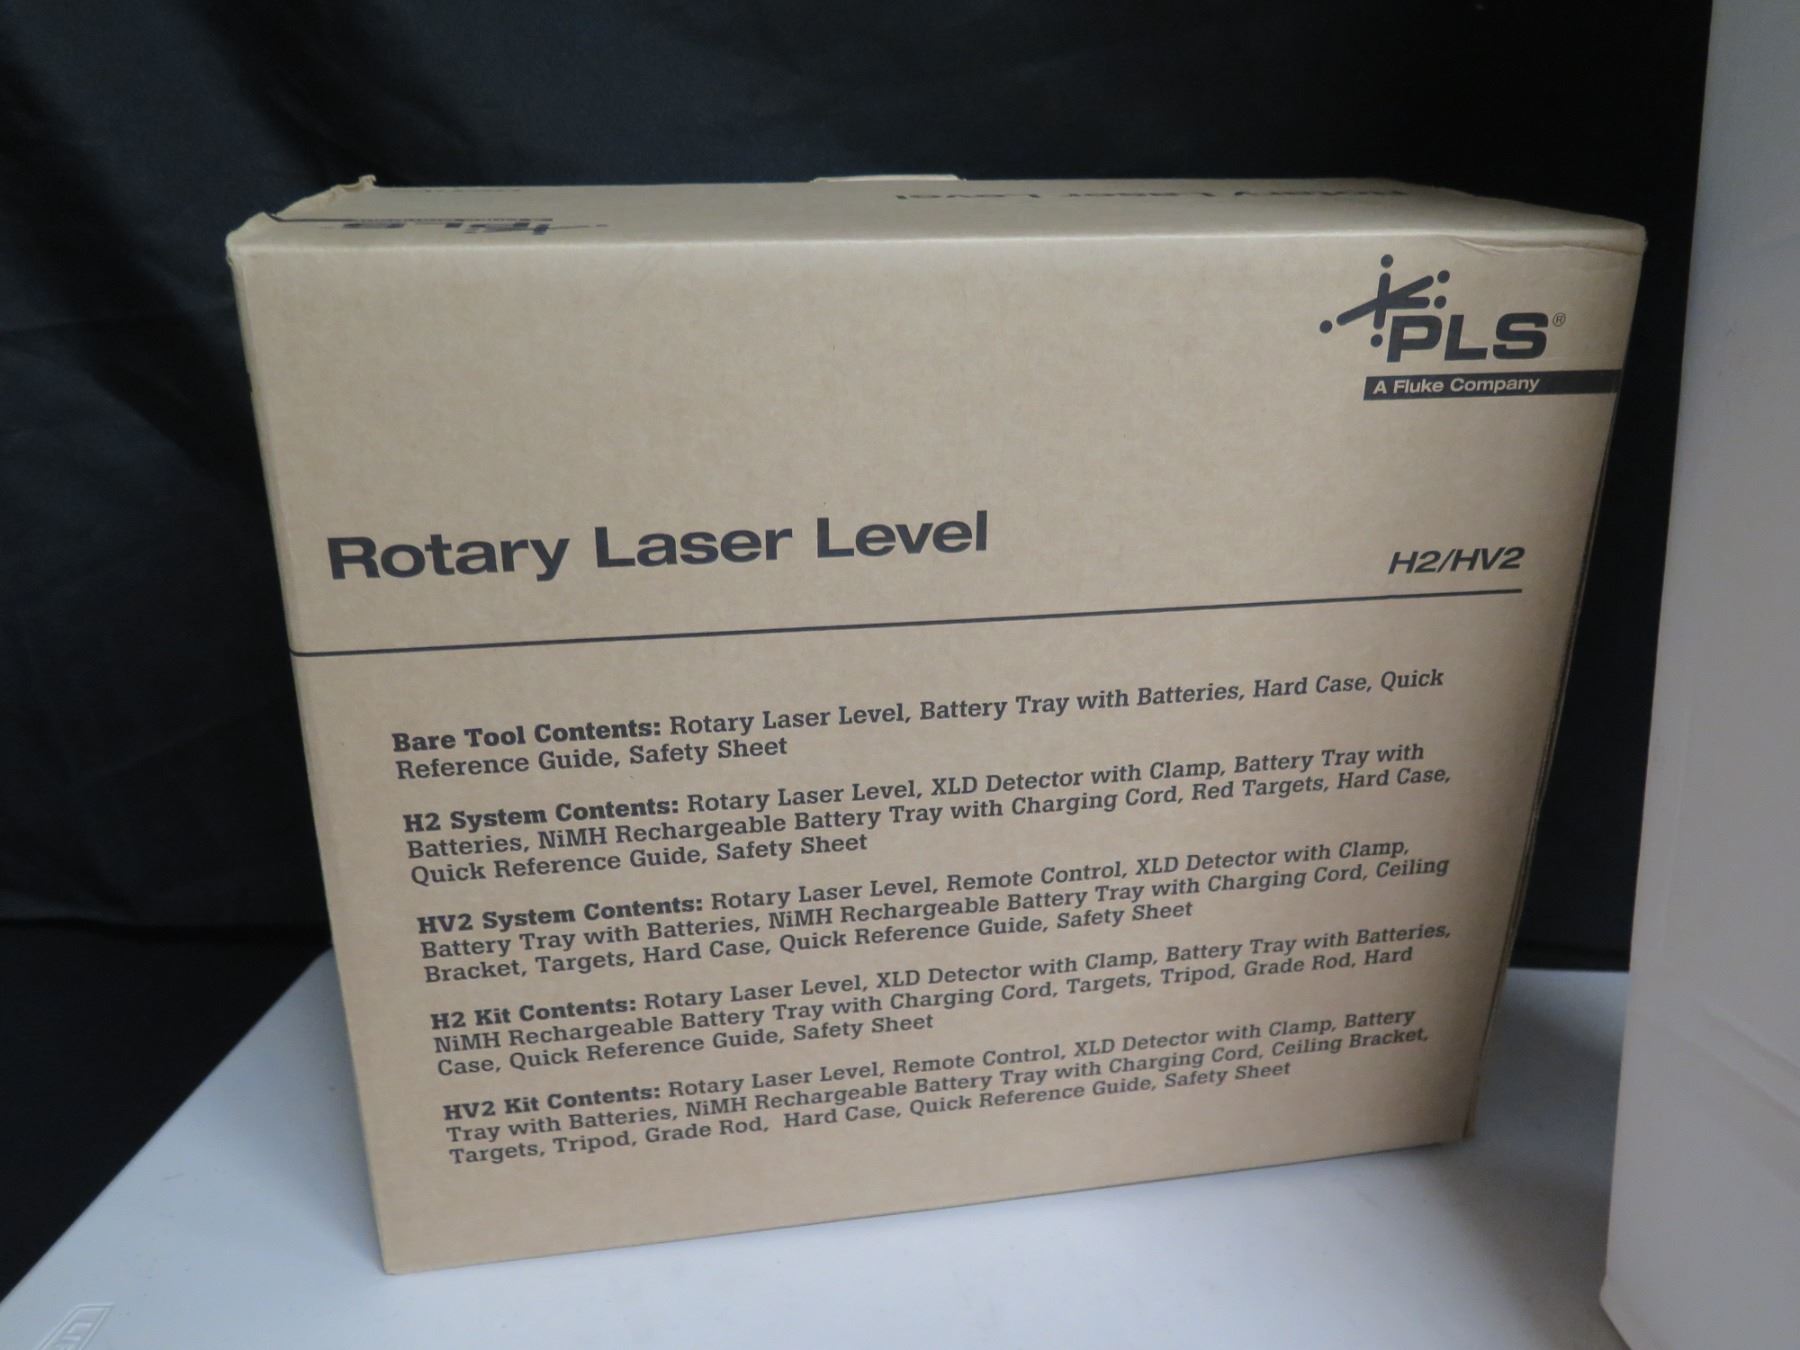 PLS
Rotary Laser Level
PLS®
A Fluke Company
Rotary Laser Level
H2/HV2
Bare Tool Contents: Rotary Laser Level, Battery Tray with Batteries, Hard Case, Quick
Reference Guide, Safety Sheet
H2 System Contents: Rotary Laser Level, XLD Detector with Clamp, Battery Tray with
Batteries, NiMH Rechargeable Battery Tray with Charging Cord, Red Targets, Hard Case,
Quick Reference Guide, Safety Sheet
HV2 System Contents: Rotary Laser Level, Remote Control, XLD Detector with Clamp,
Battery Tray with Batteries, NiMH Rechargeable Battery Tray with Charging Cord, Ceiling
Bracket, Targets, Hard Case, Quick Reference Guide, Safety Sheet
H2 Kit Contents: Rotary Laser Level, XLD Detector with Clamp, Battery Tray with Batteries,
NiMH Rechargeable Battery Tray with Charging Cord, Targets, Tripod, Grade Rod, Hard
Case, Quick Reference Guide, Safety Sheet
HV2 Kit Contents: Rotary Laser Level, Remote Control, XLD Detector with Clamp, Battery
Tray with Batteries, NiMH Rechargeable Battery Tray with Charging Cord, Ceiling Bracket,
Targets, Tripod, Grade Rod, Hard Case, Quick Reference Guide, Safety Sheet